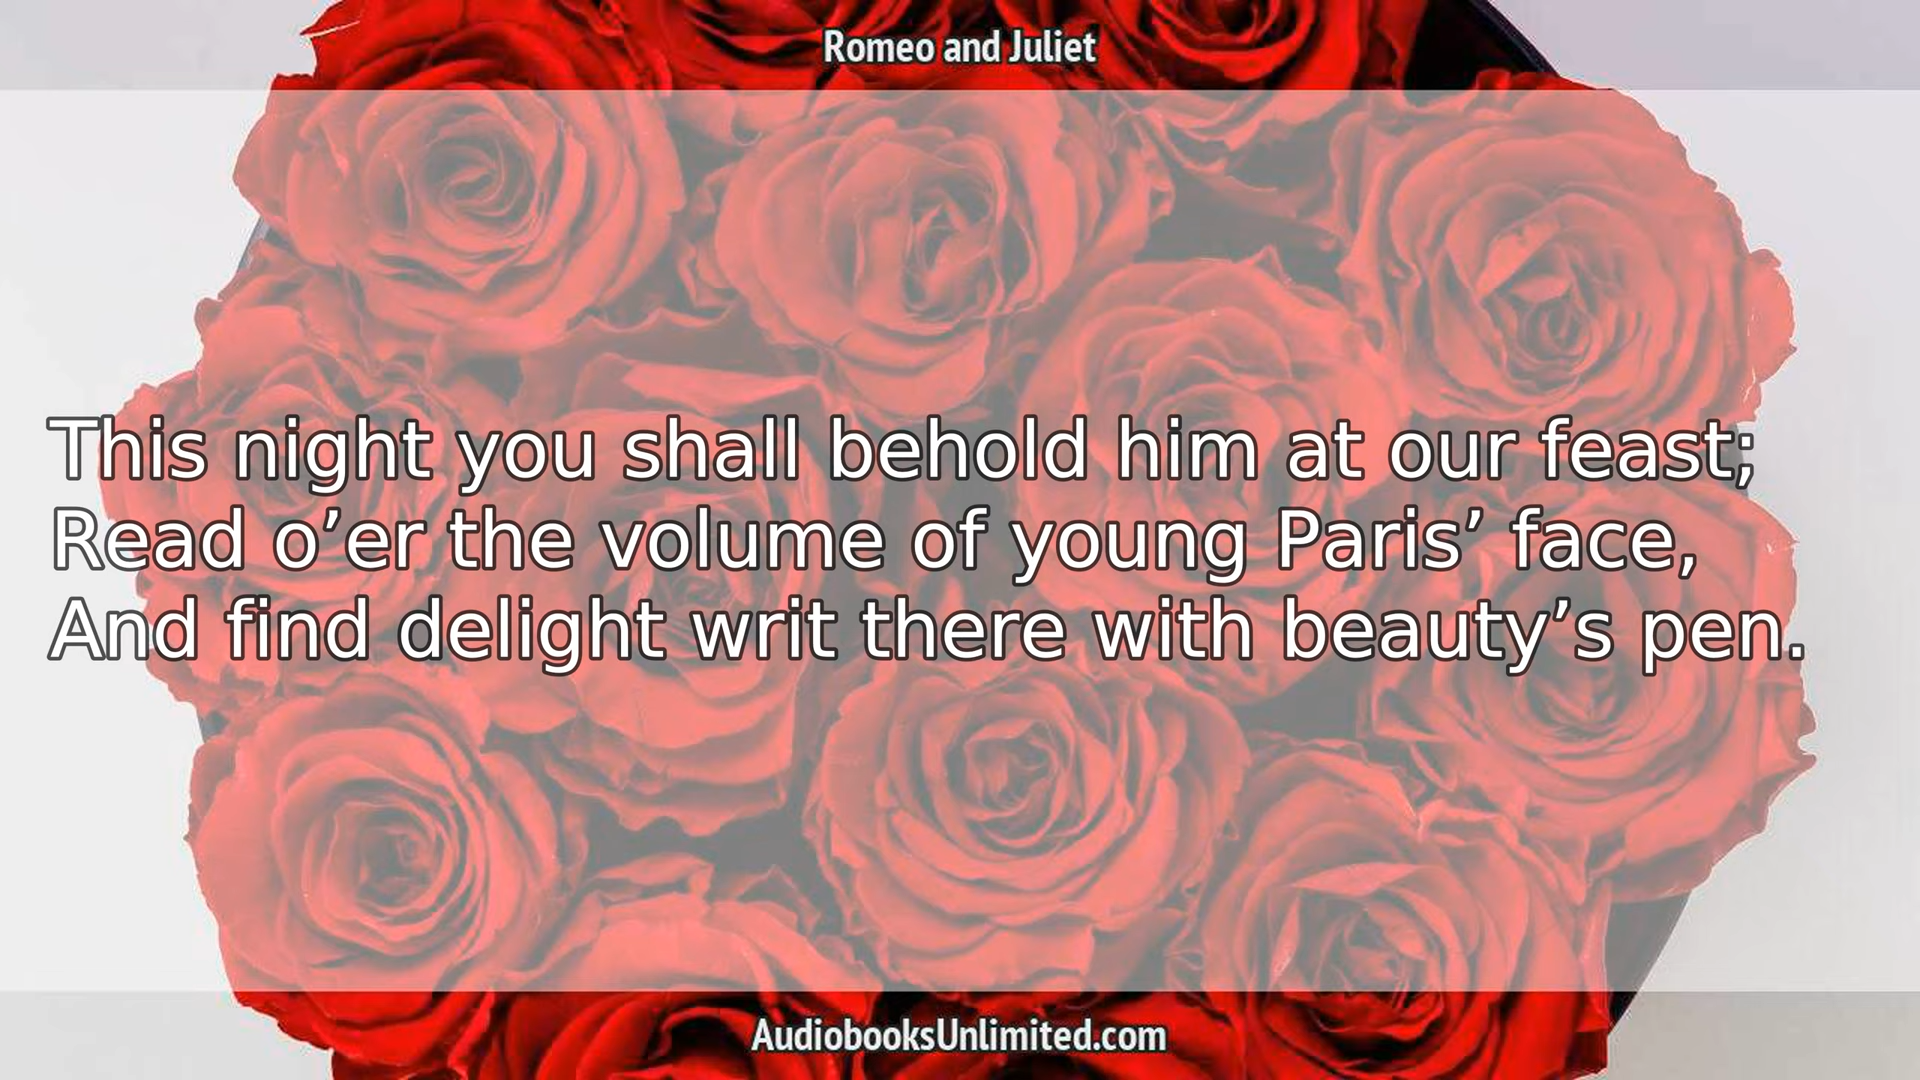 Romeo and Juliet
This night you shall behold him at our feast;
Read o’er the volume of young Paris’ face,
And find delight writ there with beauty’s pen.
AudiobooksUnlimited.com